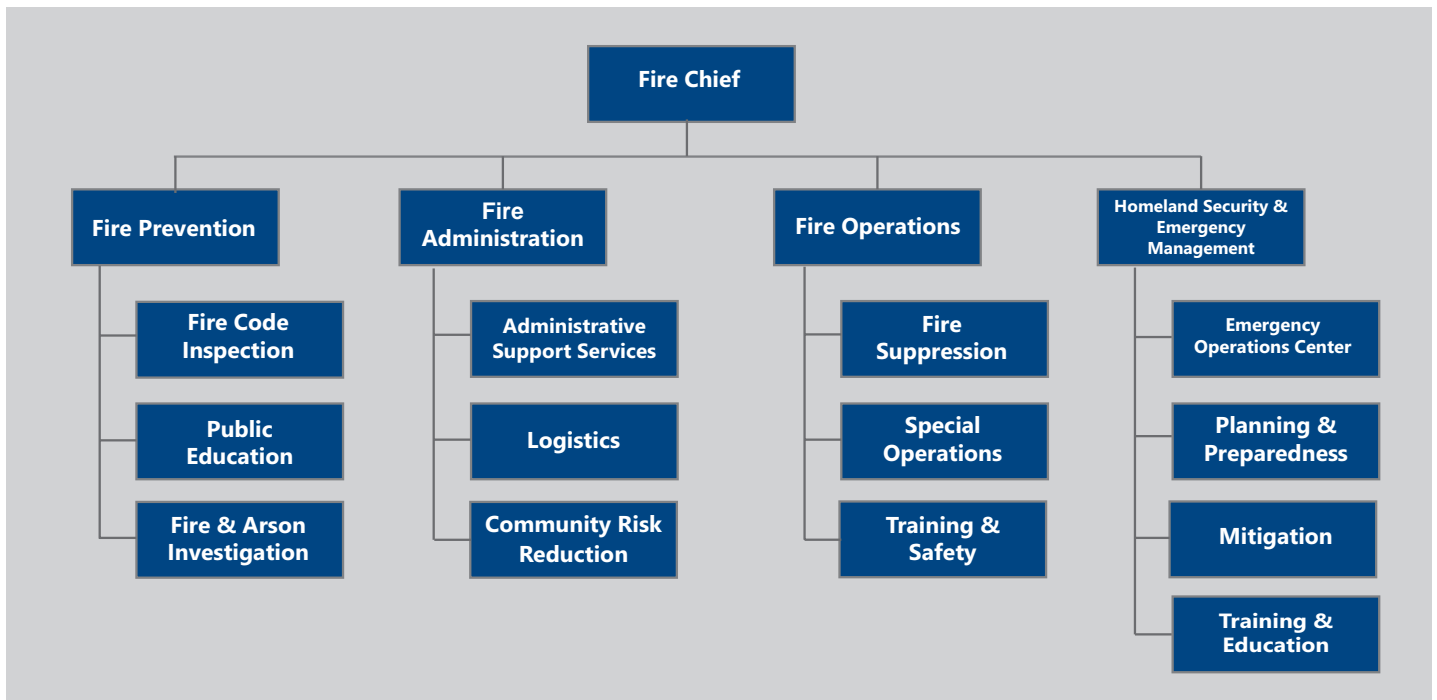 Fire Chief
Fire Prevention
Fire Code
Inspection
Public
Education
Fire & Arson
Investigation
Fire
Administration
Administrative
Support Services
Logistics
Community Risk
Reduction
Fire Operations
Fire
Suppression
Special
Operations
Training &
Safety
Homeland Security &
Emergency
Management
Emergency
Operations Center
Planning &
Preparedness
Mitigation
Training &
Education